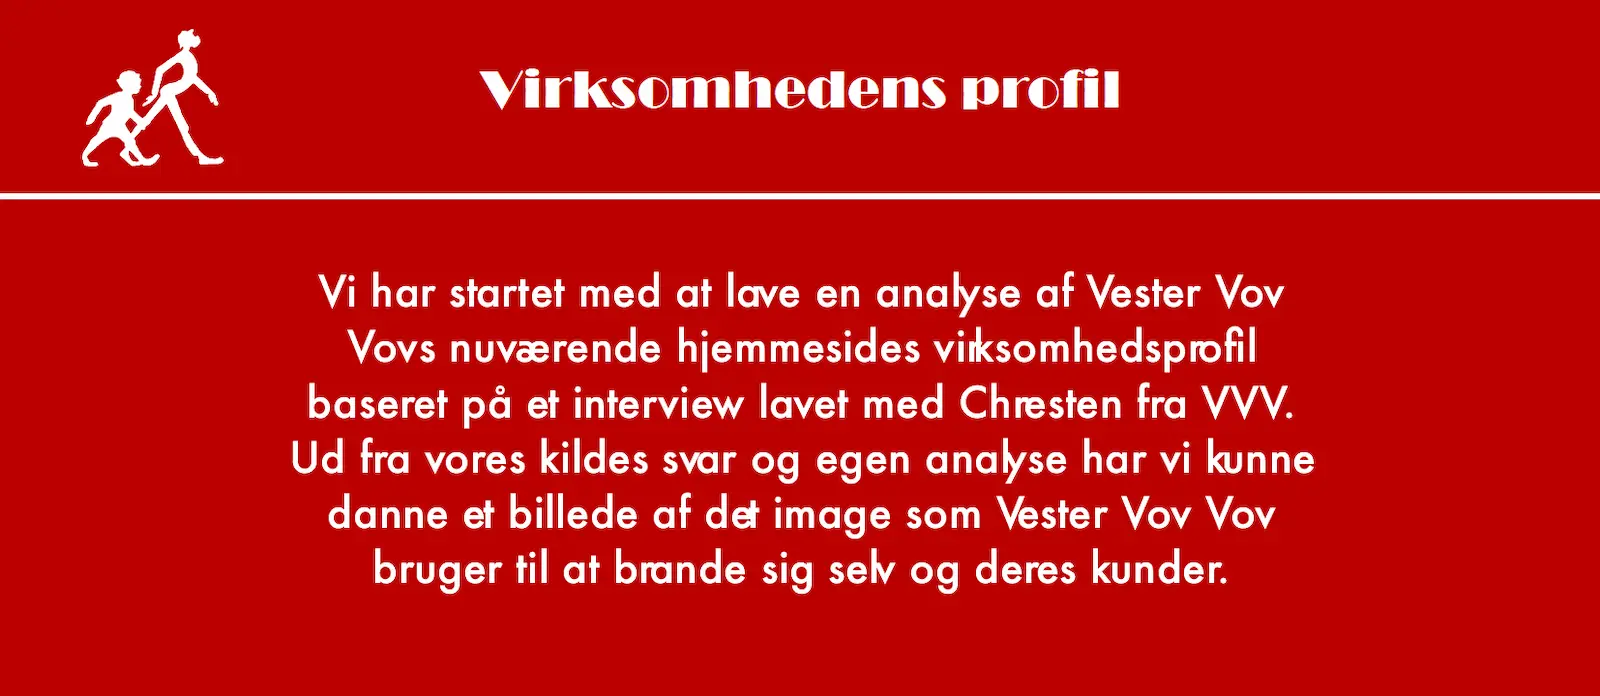 Virksomhedens profil
Vi har startet med at lave en analyse af Vester Vov
Vovs nuværende hjemmesides virksomhedsprofil
baseret på et interview lavet med Chresten fra VVV.
Ud fra vores kildes svar og egen analyse har vi kunne
danne et billede af det image som Vester Vov Vov
bruger til at brande sig selv og deres kunder.